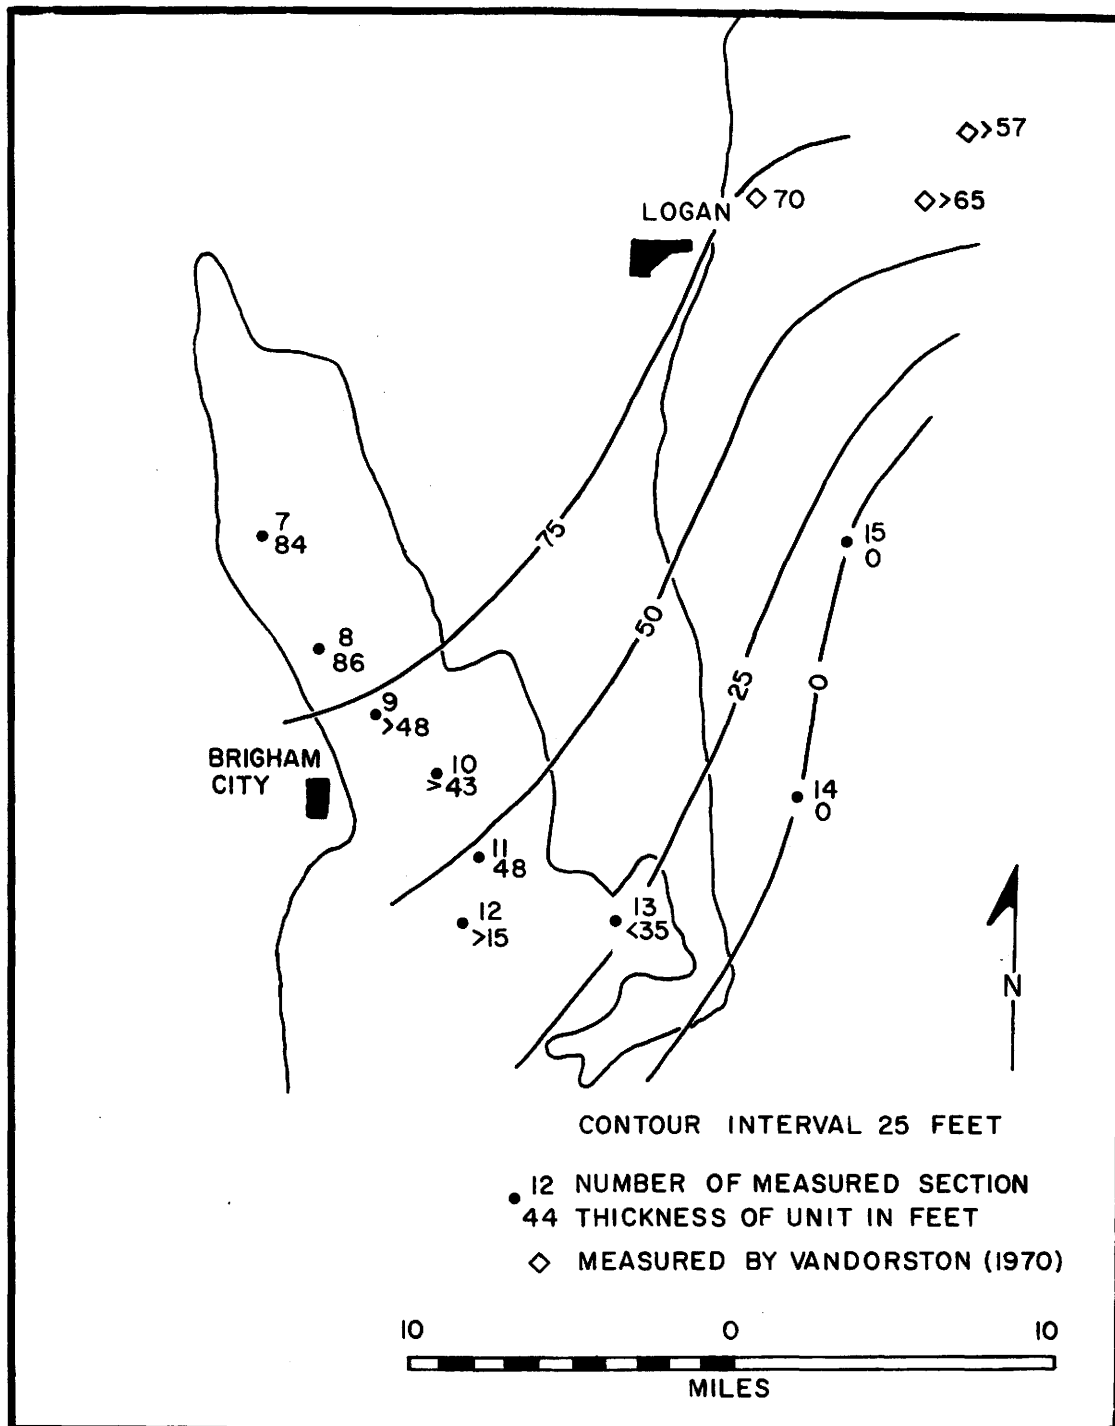 >57
70
>65
LOGAN
7
84
75
15
0
8
86
50
25
0
9
>48
BRIGHAM
CITY
10
≥43
14
0
11
48
12
>15
13
<35
N
CONTOUR INTERVAL 25 FEET
12 NUMBER OF MEASURED SECTION
44 THICKNESS OF UNIT IN FEET
MEASURED BY VANDORSTON (1970)
10 0 10
MILES